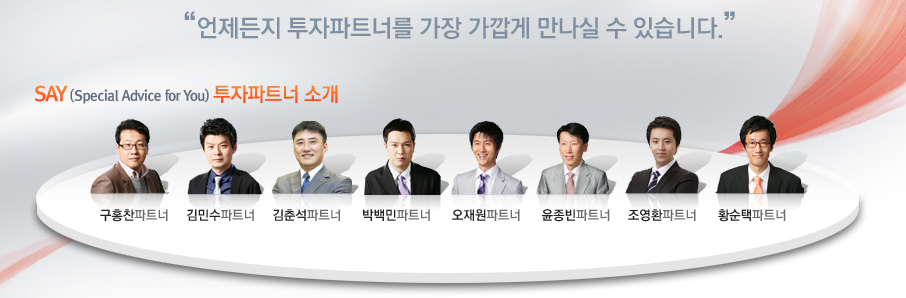 “언제든지 투자파트너를 가장 가깝게 만나실 수 있습니다.”
SAY (Special Advice for You) 투자파트너 소개
구홍찬파트너 김민수파트너 김춘석파트너 박백민파트너 오재원파트너 윤종빈파트너 조영환파트너 황순택파트너